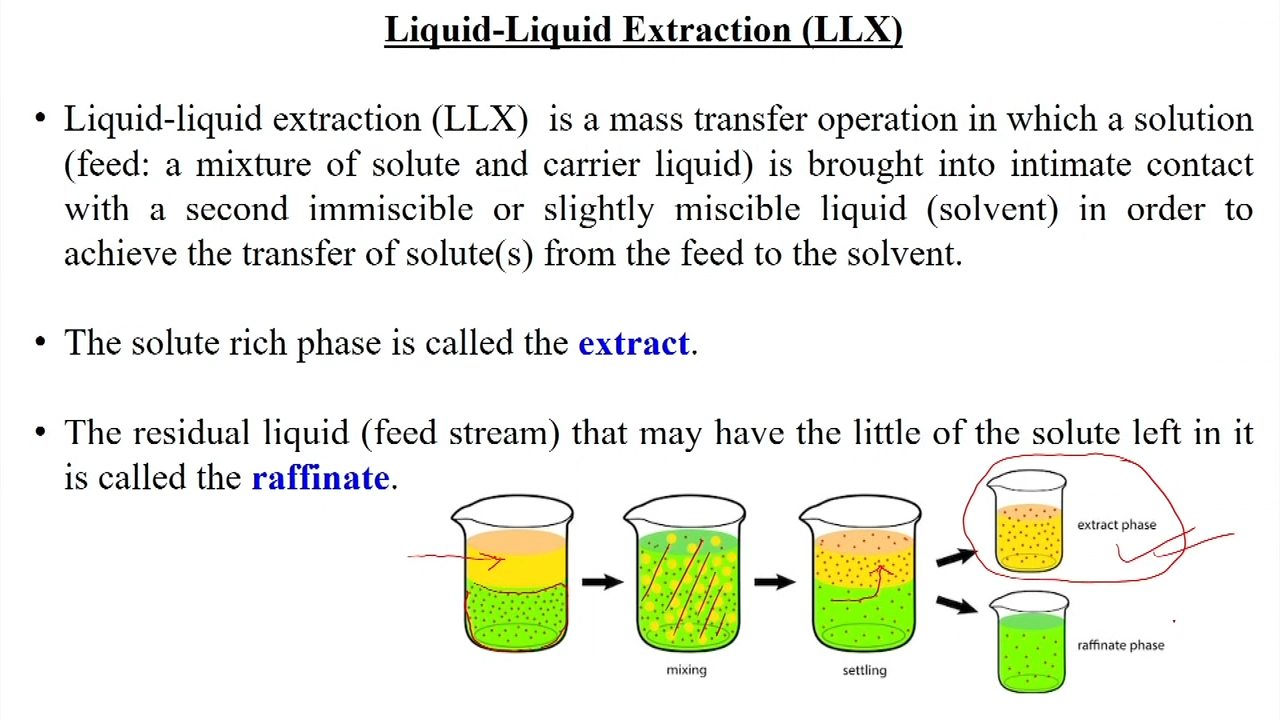 Liquid-Liquid Extraction (LLX)
• Liquid-liquid extraction (LLX) is a mass transfer operation in which a solution
(feed: a mixture of solute and carrier liquid) is brought into intimate contact
with a second immiscible or slightly miscible liquid (solvent) in order to
achieve the transfer of solute(s) from the feed to the solvent.
• The solute rich phase is called the extract.
• The residual liquid (feed stream) that may have the little of the solute left in it
is called the raffinate.
extract phase
raffinate phase
mixing
settling